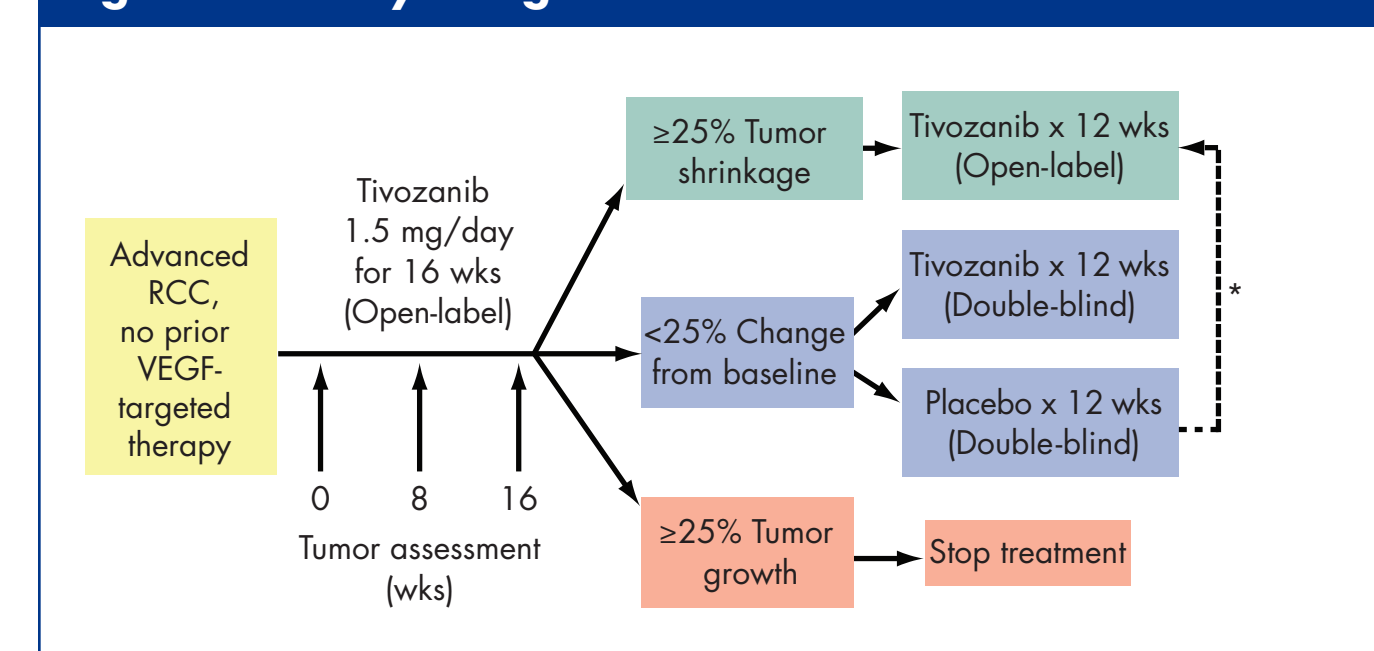 Advanced
RCC,
no prior
VEGF-
targeted
therapy
Tivozanib
1.5 mg/day
for 16 wks
(Open-label)
0 8 16
Tumor assessment
(wks)
≥25% Tumor
shrinkage
Tivozanib x 12 wks
(Open-label)
<25% Change
from baseline
Tivozanib x 12 wks
(Double-blind)
Placebo x 12 wks
(Double-blind)
*
≥25% Tumor
growth
Stop treatment